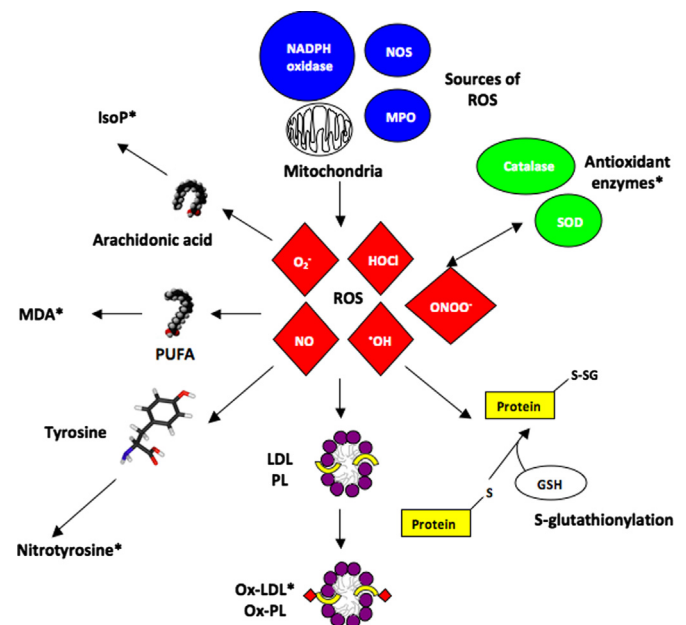 NADPH
oxidase
NOS
Sources of
ROS
MPO
IsoP*
Mitochondria
Catalase
Antioxidant
enzymes*
SOD
Arachidonic acid
O₂⁻
HOCl
ROS
ONOO⁻
MDA*
NO
•OH
PUFA
S-SG
Protein
Tyrosine
LDL
PL
S
GSH
Protein
S-glutathionylation
Nitrotyrosine*
Ox-LDL*
Ox-PL